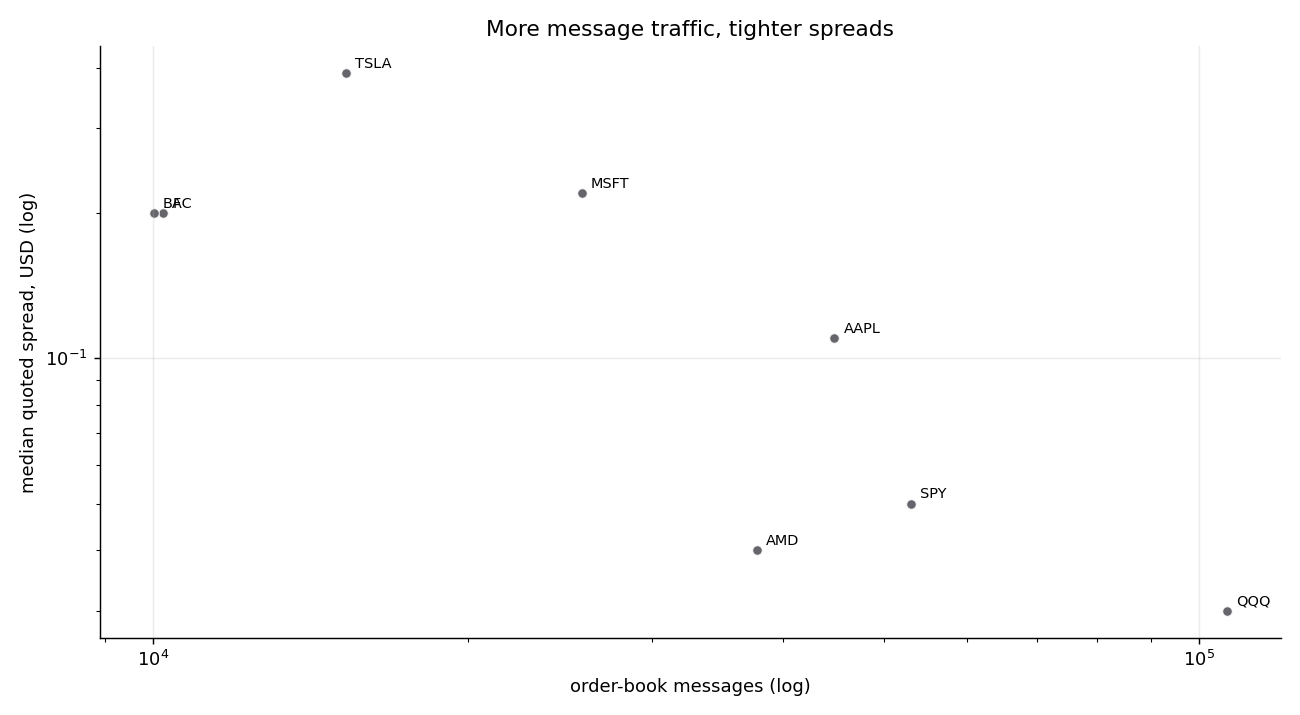 More message traffic, tighter spreads
TSLA
MSFT
BAC
F
AAPL
10⁻¹
SPY
AMD
QQQ
median quoted spread, USD (log)
10⁴
10⁵
order-book messages (log)